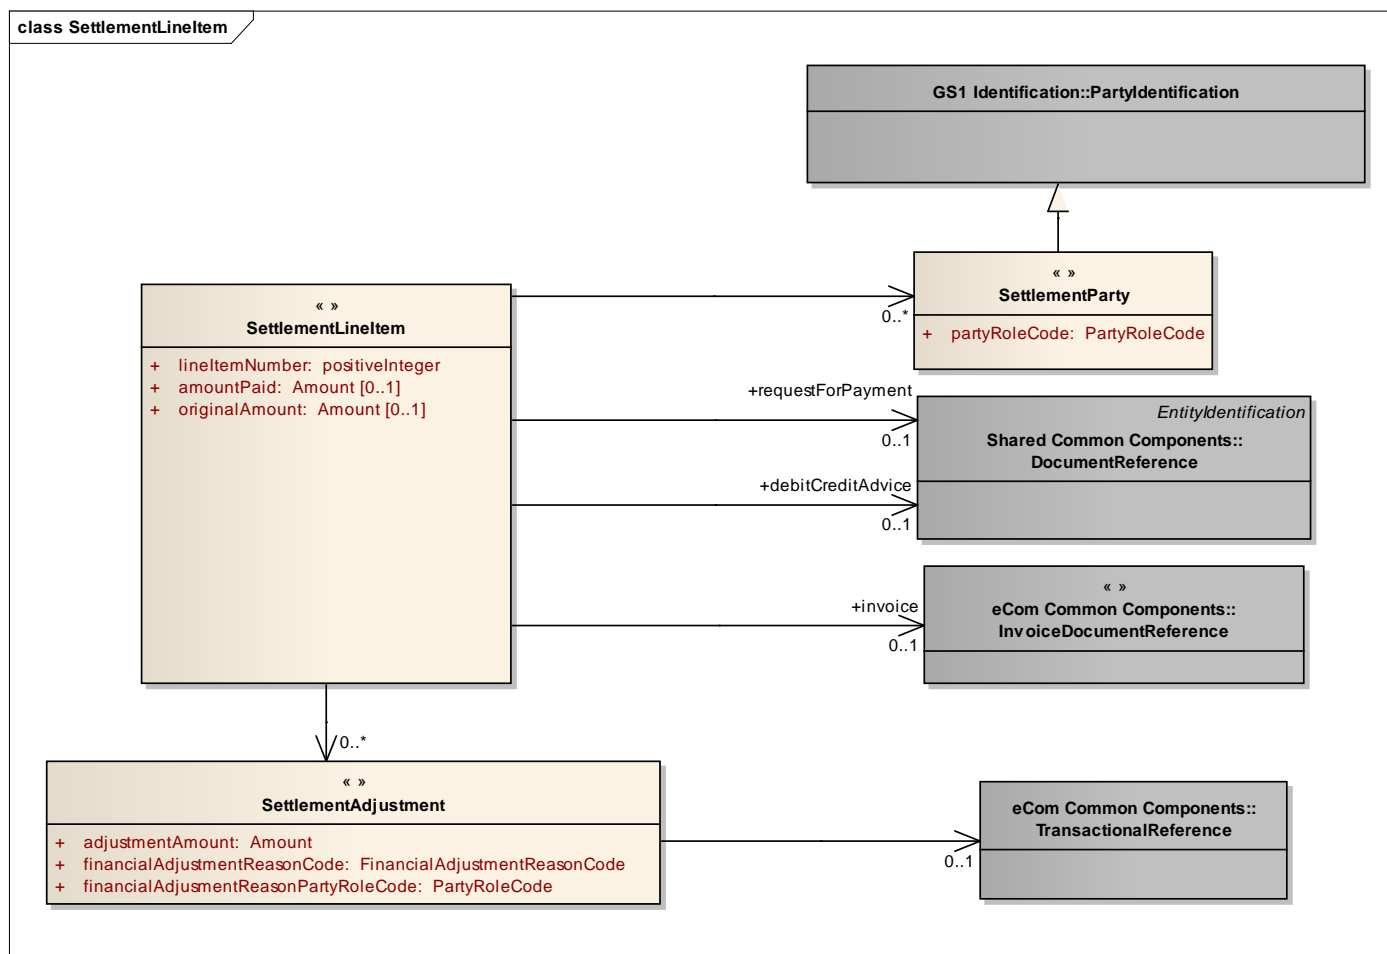 class SettlementLineItem
GS1 Identification::PartyIdentification
« »
SettlementParty
+ partyRoleCode: PartyRoleCode
0..*
« »
SettlementLineItem
+ lineItemNumber: positiveInteger
+ amountPaid: Amount [0..1]
+ originalAmount: Amount [0..1]
+requestForPayment
0..1
EntityIdentification
Shared Common Components::
DocumentReference
+debitCreditAdvice
0..1
« »
eCom Common Components::
InvoiceDocumentReference
+invoice
0..1
0..*
« »
SettlementAdjustment
+ adjustmentAmount: Amount
+ financialAdjustmentReasonCode: FinancialAdjustmentReasonCode
+ financialAdjusmentReasonPartyRoleCode: PartyRoleCode
0..1
eCom Common Components::
TransactionalReference